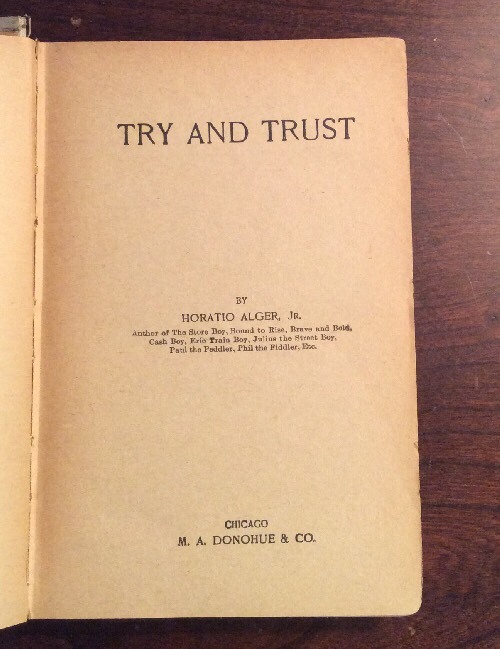 TRY AND TRUST
BY
HORATIO ALGER, Jr.
Author of The Store Boy, Bound to Rise, Brave and Bold,
Cash Boy, Erie Train Boy, Julius the Street Boy,
Paul the Peddler, Phil the Fiddler, Etc.
CHICAGO
M. A. DONOHUE & CO.